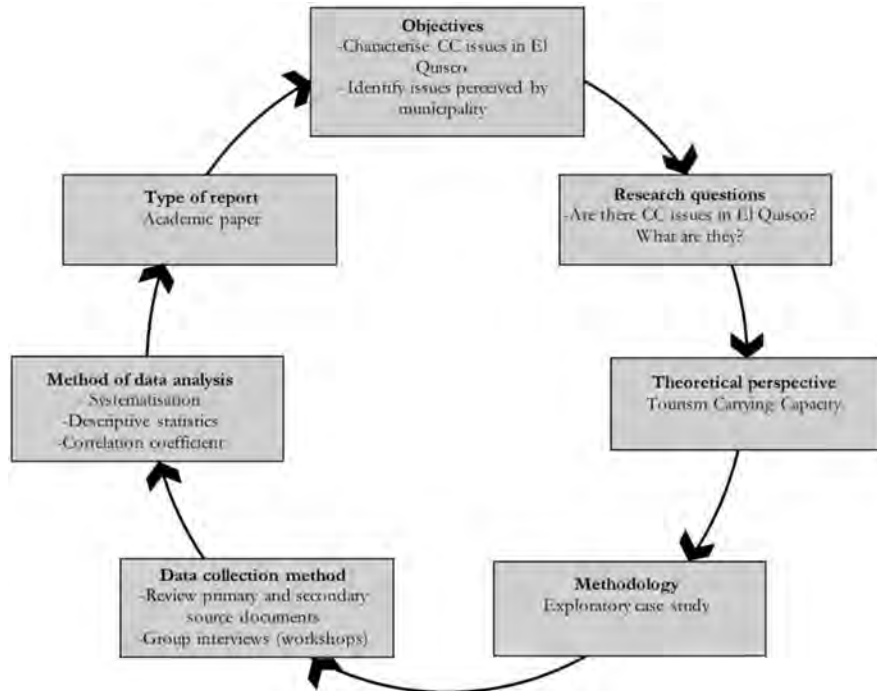 Objectives
-Characterise CC issues in El
Quisco
-Identify issues perceived by
municipality
Research questions
-Are there CC issues in El Quisco?
What are they?
Theoretical perspective
Tourism Carrying Capacity.
Methodology
Exploratory case study
Data collection method
-Review primary and secondary
source documents
-Group interviews (workshops)
Method of data analysis
-Systematisation
-Descriptive statistics
-Correlation coefficient
Type of report
Academic paper